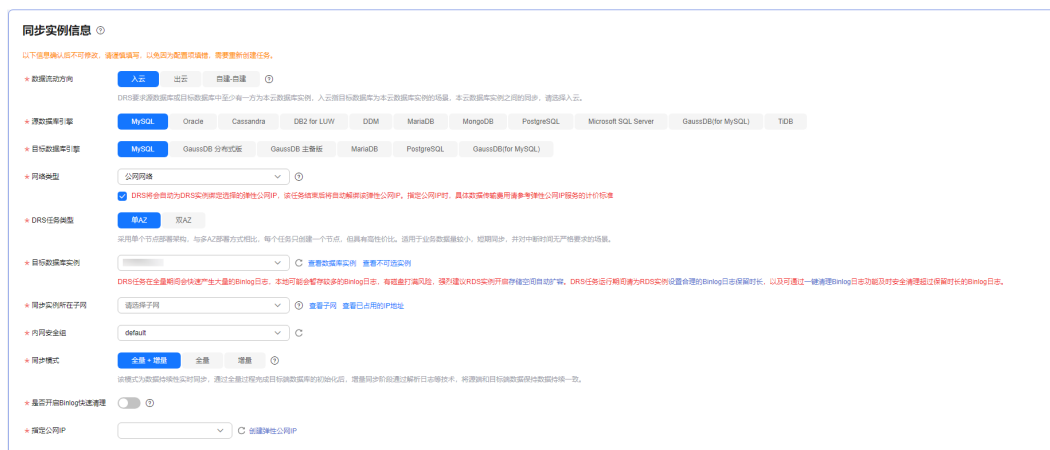 同步实例信息
以下信息确认后不可修改，请谨慎填写，以免因为配置项填错，需要重新创建任务。
* 数据流动方向 入云 出云 自建-自建
DRS要求源数据库或目标数据库中至少有一方为本云数据库实例，入云指目标数据库为本云数据库实例的场景，本云数据库实例之间的同步，请选择入云。
* 源数据库引擎 MySQL Oracle Cassandra DB2 for LUW DDM MariaDB MongoDB PostgreSQL Microsoft SQL Server GaussDB(for MySQL) TiDB
* 目标数据库引擎 MySQL GaussDB 分布式版 GaussDB 主备版 MariaDB PostgreSQL GaussDB(for MySQL)
* 网络类型 公网网络
DRS将会自动为DRS实例绑定选择的弹性公网IP，该任务结束后将自动解绑该弹性公网IP。指定公网IP时，具体数据传输费用请参考弹性公网IP服务的计价标准
* DRS任务类型 单AZ 双AZ
采用单个节点部署架构，与多AZ部署方式相比，每个任务只创建一个节点，但具有高性价比。适用于业务数据量较小，短期同步，并对中断时间无严格要求的场景。
* 目标数据库实例 查看数据库实例 查看不可选实例
DRS任务在全量期间会快速产生大量的Binlog日志，本地可能会暂存较多的Binlog日志，有磁盘打满风险，强烈建议RDS实例开启存储空间自动扩容。DRS任务运行期间请为RDS实例设置合理的Binlog日志保留时长，以及可通过一键清理Binlog日志功能及时安全清理超过保留时长的Binlog日志。
* 同步实例所在子网 请选择子网 查看子网 查看已占用的IP地址
* 内网安全组 default
* 同步模式 全量 + 增量 全量 增量
该模式为数据持续性实时同步，通过全量过程完成目标端数据库的初始化后，增量同步阶段通过解析日志等技术，将源端和目标端数据保持数据持续一致。
* 是否开启Binlog快速清理
* 指定公网IP 创建弹性公网IP